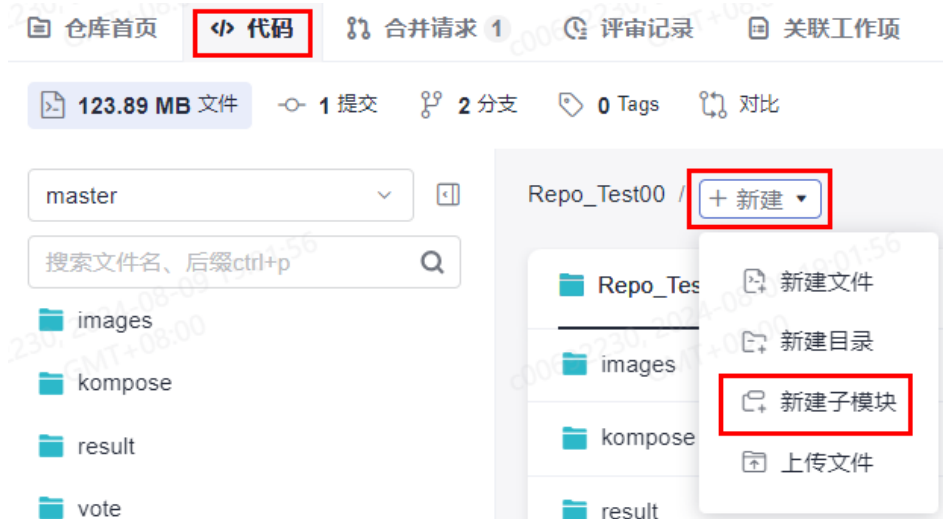 仓库首页 代码 合并请求 1 评审记录 关联工作项
123.89 MB 文件 1 提交 2 分支 0 Tags 对比
master
搜索文件名、后缀ctrl+p
images
kompose
result
vote
Repo_Test00 / + 新建
Repo_Tes
images
kompose
result
新建文件
新建目录
新建子模块
上传文件